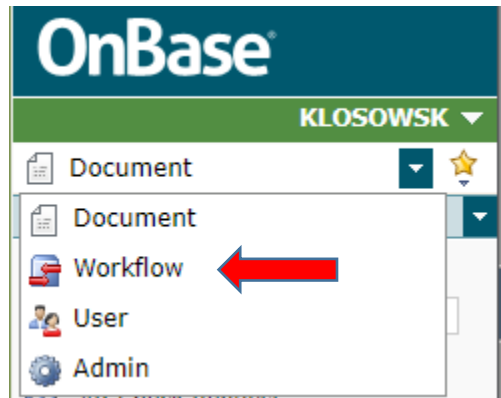 OnBase®
KLOSOWSK
Document
Document
Workflow
User
Admin